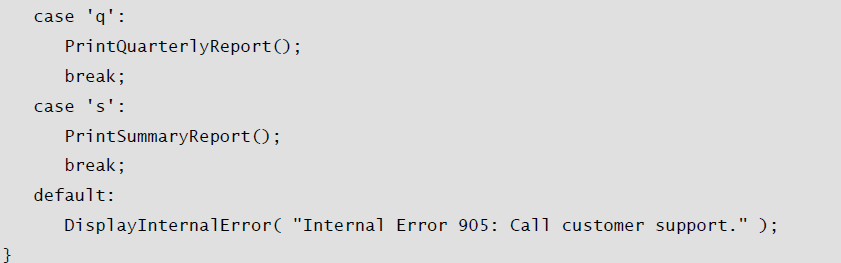 case 'q':
PrintQuarterlyReport();
break;
case 's':
PrintSummaryReport();
break;
default:
DisplayInternalError( "Internal Error 905: Call customer support." );
}